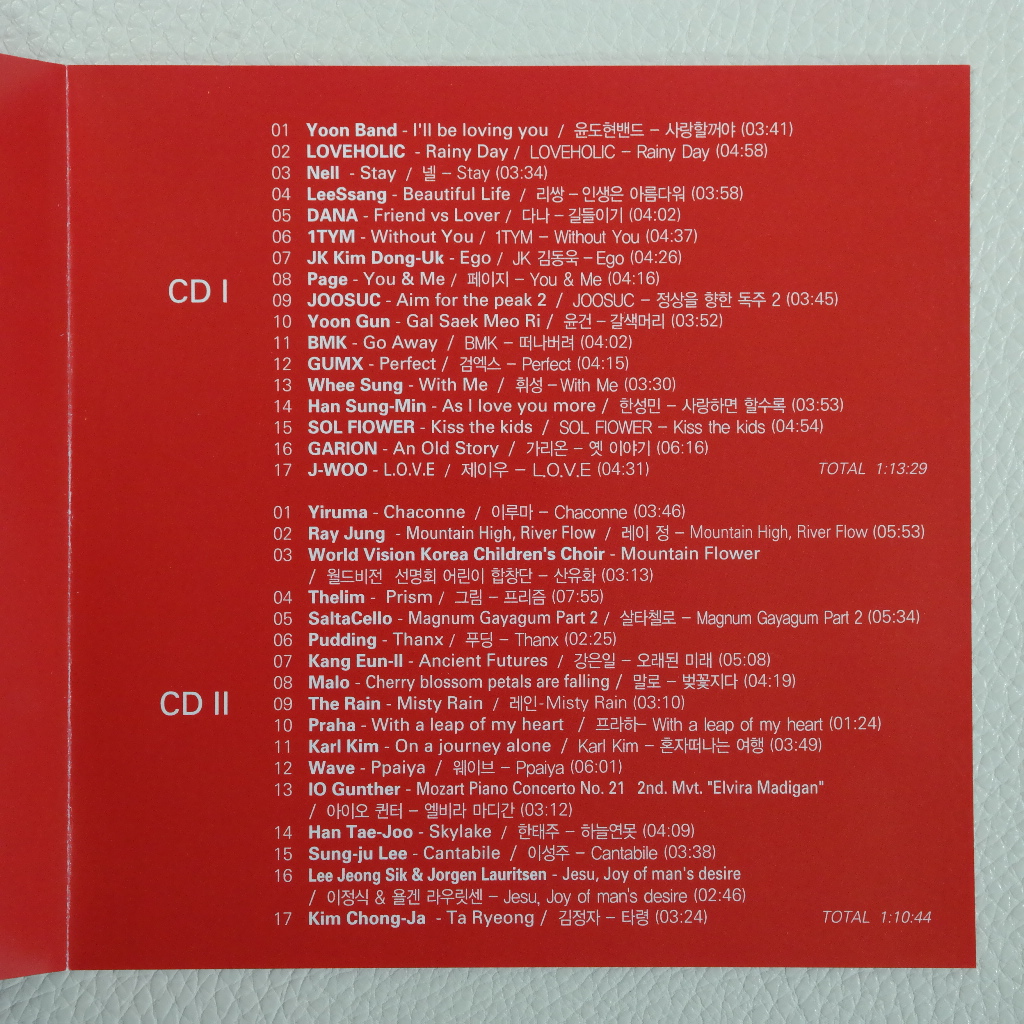 CD I
01 Yoon Band - I'll be loving you / 윤도현밴드 – 사랑할꺼야 (03:41)
02 LOVEHOLIC - Rainy Day / LOVEHOLIC – Rainy Day (04:58)
03 Nell - Stay / 넬 – Stay (03:34)
04 LeeSsang - Beautiful Life / 리쌍 – 인생은 아름다워 (03:58)
05 DANA - Friend vs Lover / 다나 – 길들이기 (04:02)
06 1TYM - Without You / 1TYM – Without You (04:37)
07 JK Kim Dong-Uk - Ego / JK 김동욱 – Ego (04:26)
08 Page - You & Me / 페이지 – You & Me (04:16)
09 JOOSUC - Aim for the peak 2 / JOOSUC – 정상을 향한 독주 2 (03:45)
10 Yoon Gun - Gal Saek Meo Ri / 윤건 – 갈색머리 (03:52)
11 BMK - Go Away / BMK – 떠나버려 (04:02)
12 GUMX - Perfect / 검엑스 – Perfect (04:15)
13 Whee Sung - With Me / 휘성 – With Me (03:30)
14 Han Sung-Min - As I love you more / 한성민 – 사랑하면 할수록 (03:53)
15 SOL FlOWER - Kiss the kids / SOL FlOWER – Kiss the kids (04:54)
16 GARION - An Old Story / 가리온 – 옛 이야기 (06:16)
17 J-WOO - L.O.V.E / 제이우 – L.O.V.E (04:31) TOTAL 1:13:29
CD II
01 Yiruma - Chaconne / 이루마 – Chaconne (03:46)
02 Ray Jung - Mountain High, River Flow / 레이 정 – Mountain High, River Flow (05:53)
03 World Vision Korea Children's Choir - Mountain Flower
/ 월드비전 선명회 어린이 합창단 – 산유화 (03:13)
04 Thelim - Prism / 그림 – 프리즘 (07:55)
05 SaltaCello - Magnum Gayagum Part 2 / 살타첼로 – Magnum Gayagum Part 2 (05:34)
06 Pudding - Thanx / 푸딩 – Thanx (02:25)
07 Kang Eun-Il - Ancient Futures / 강은일 – 오래된 미래 (05:08)
08 Malo - Cherry blossom petals are falling / 말로 – 벚꽃지다 (04:19)
09 The Rain - Misty Rain / 레인-Misty Rain (03:10)
10 Praha - With a leap of my heart / 프라하– With a leap of my heart (01:24)
11 Karl Kim - On a journey alone / Karl Kim – 혼자떠나는 여행 (03:49)
12 Wave - Ppaiya / 웨이브 – Ppaiya (06:01)
13 IO Gunther - Mozart Piano Concerto No. 21 2nd. Mvt. "Elvira Madigan"
/ 아이오 퀸터 – 엘비라 마디간 (03:12)
14 Han Tae-Joo - Skylake / 한태주 – 하늘연못 (04:09)
15 Sung-ju Lee - Cantabile / 이성주 – Cantabile (03:38)
16 Lee Jeong Sik & Jorgen Lauritsen - Jesu, Joy of man's desire
/ 이정식 & 욜겐 라우릿센 – Jesu, Joy of man's desire (02:46)
17 Kim Chong-Ja - Ta Ryeong / 김정자 – 타령 (03:24) TOTAL 1:10:44